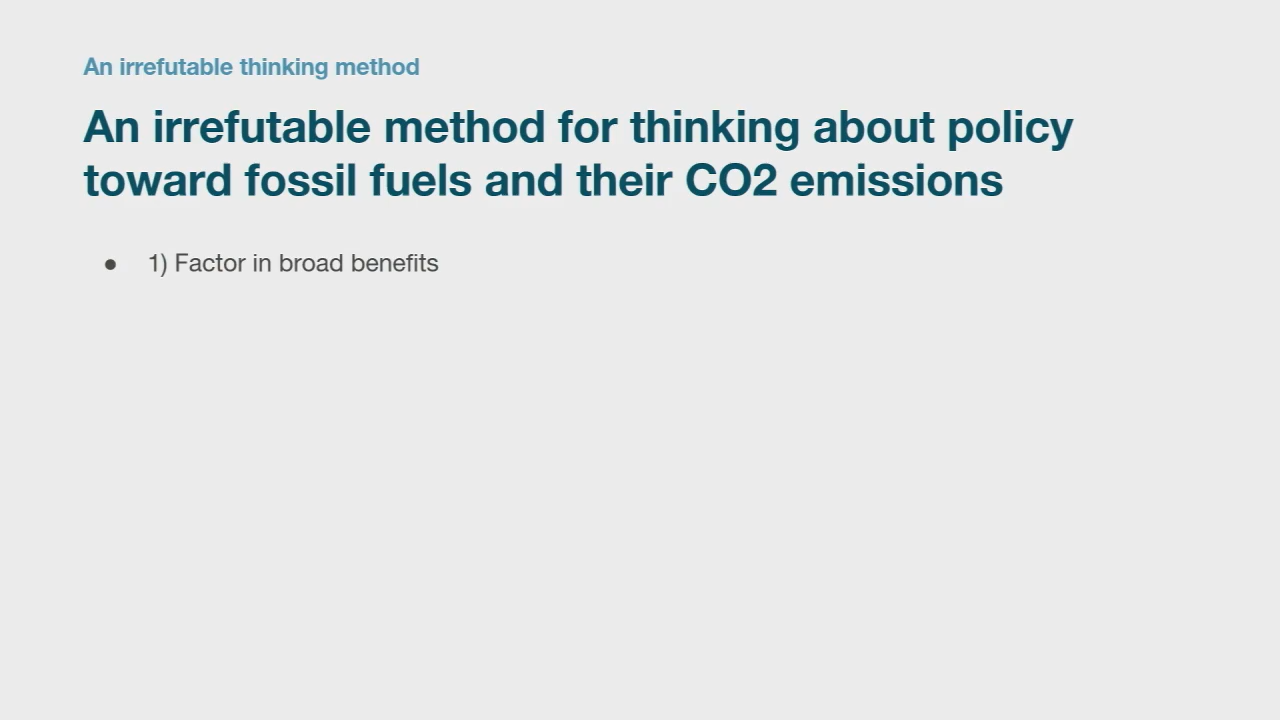 An irrefutable thinking method
An irrefutable method for thinking about policy
toward fossil fuels and their CO2 emissions
● 1) Factor in broad benefits